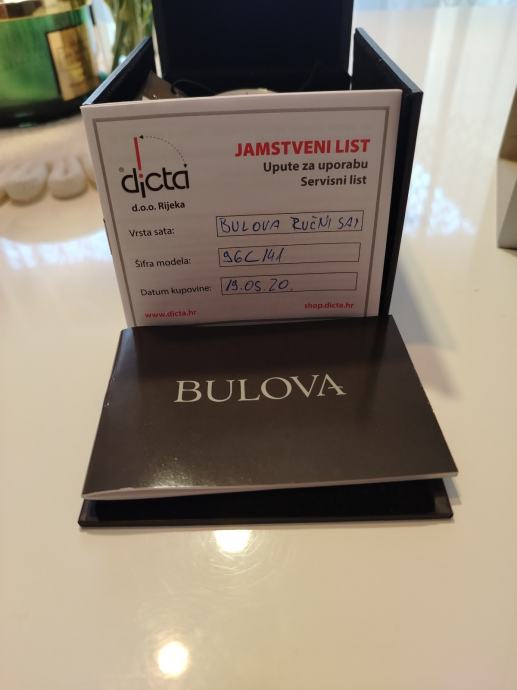 dicta
d.o.o. Rijeka
JAMSTVENI LIST
Upute za uporabu
Servisni list
Vrsta sata: BULOVA RUČNI SAT
Šifra modela: 96C141
Datum kupovine: 19.05.20.
www.dicta.hr
shop.dicta.hr
BULOVA